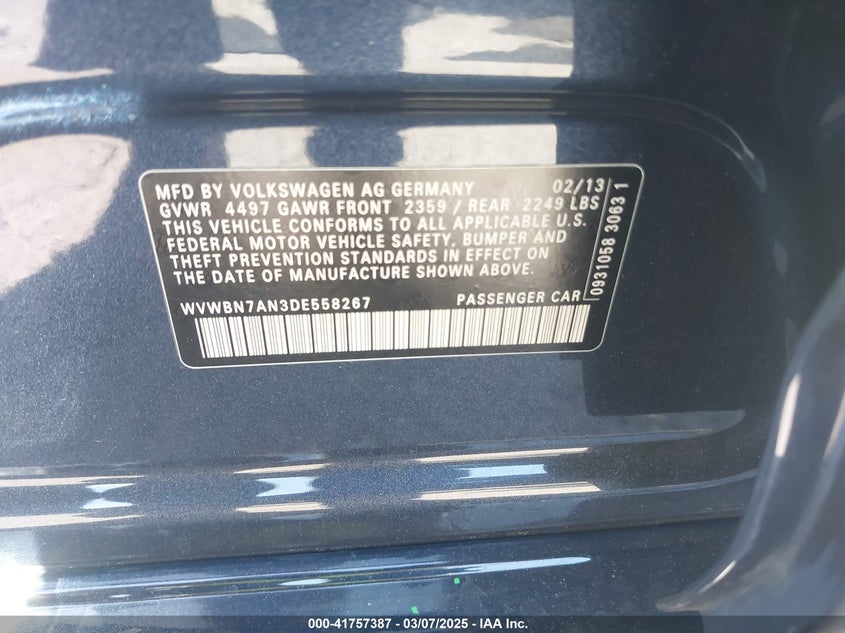 MFD BY VOLKSWAGEN AG GERMANY 02/13
GVWR 4497 GAWR FRONT 2359 / REAR 2249 LBS
THIS VEHICLE CONFORMS TO ALL APPLICABLE U.S.
FEDERAL MOTOR VEHICLE SAFETY, BUMPER AND
THEFT PREVENTION STANDARDS IN EFFECT ON
THE DATE OF MANUFACTURE SHOWN ABOVE.
WVWBN7AN3DE558267 PASSENGER CAR
0931058 3063 1
000-41757387 - 03/07/2025 - IAA Inc.